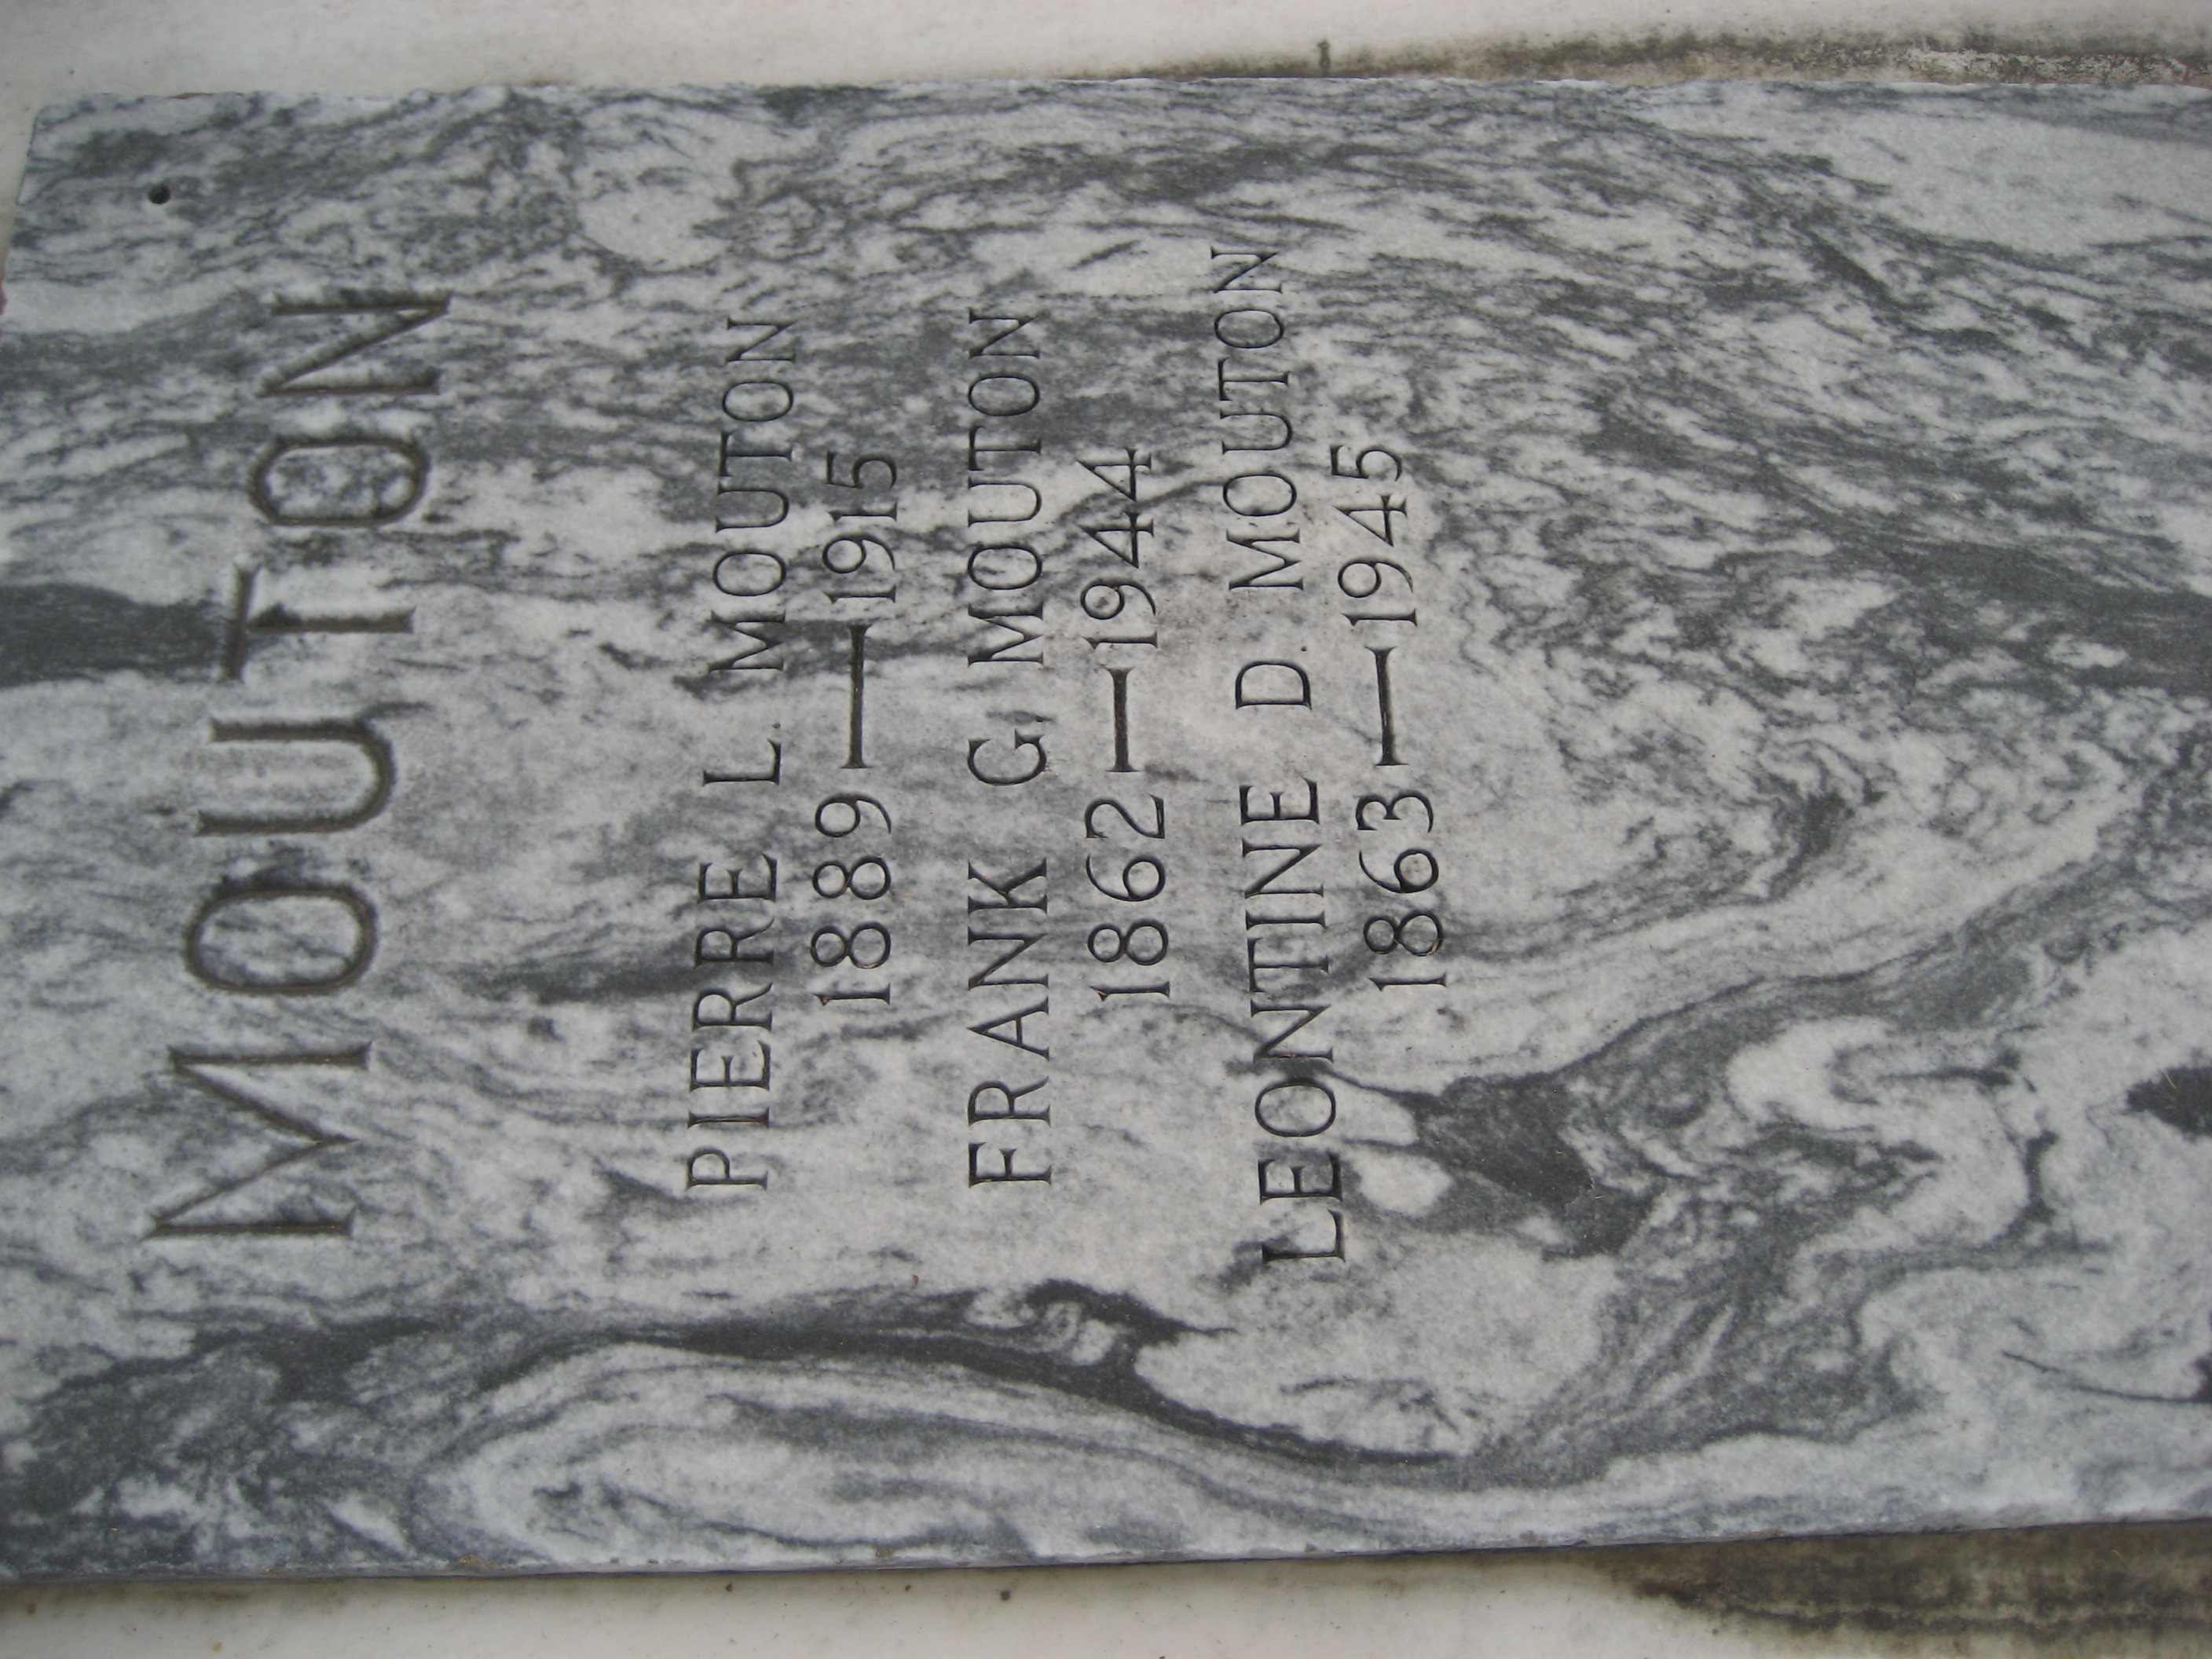 MOUTON
PIERRE L. MOUTON
1889—1915
FRANK G. MOUTON
1862—1944
LEONTINE D. MOUTON
1863—1945